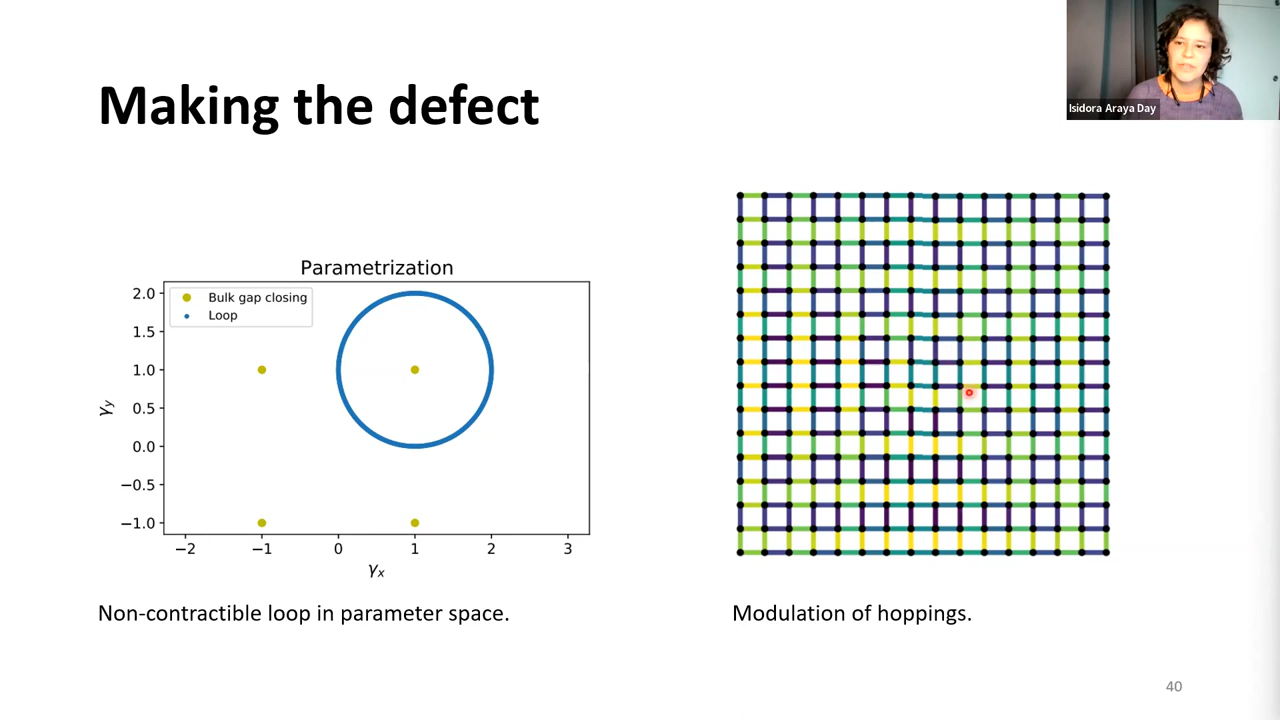 Isidora Araya Day
Making the defect
Parametrization
Bulk gap closing
Loop
2.0
1.5
1.0
0.5
0.0
−0.5
−1.0
γy
−2 −1 0 1 2 3
γx
Non-contractible loop in parameter space.
Modulation of hoppings.
40